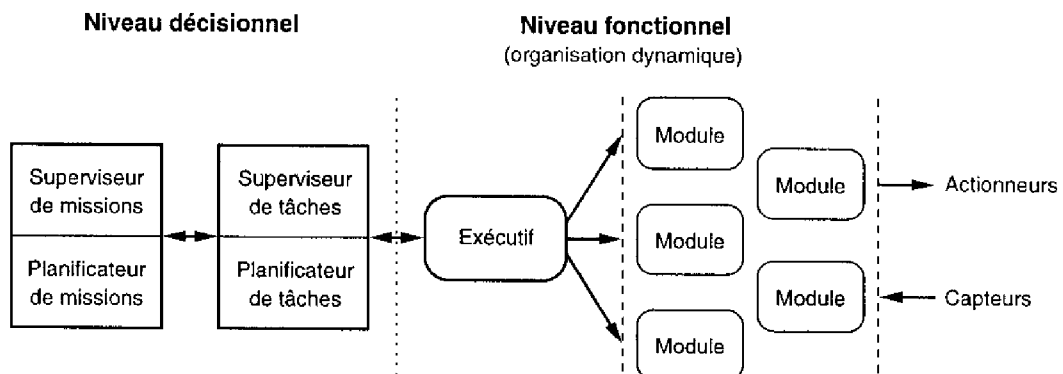 Niveau décisionnel
Niveau fonctionnel
(organisation dynamique)
Superviseur
de missions
Planificateur
de missions
Superviseur
de tâches
Planificateur
de tâches
Exécutif
Module
Module
Module
Module
Module
Actionneurs
Capteurs